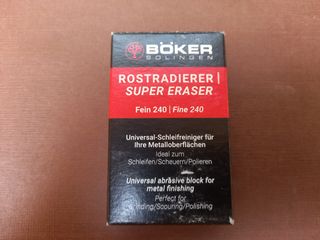 BÖKER
SOLINGEN
ROSTRADIERER |
SUPER ERASER
Fein 240 | Fine 240
Universal-Schleifreiniger für
Ihre Metalloberflächen
Ideal zum
Schleifen/Scheuern/Polieren
Universal abrasive block for
metal finishing
Perfect for
Grinding/Scouring/Polishing